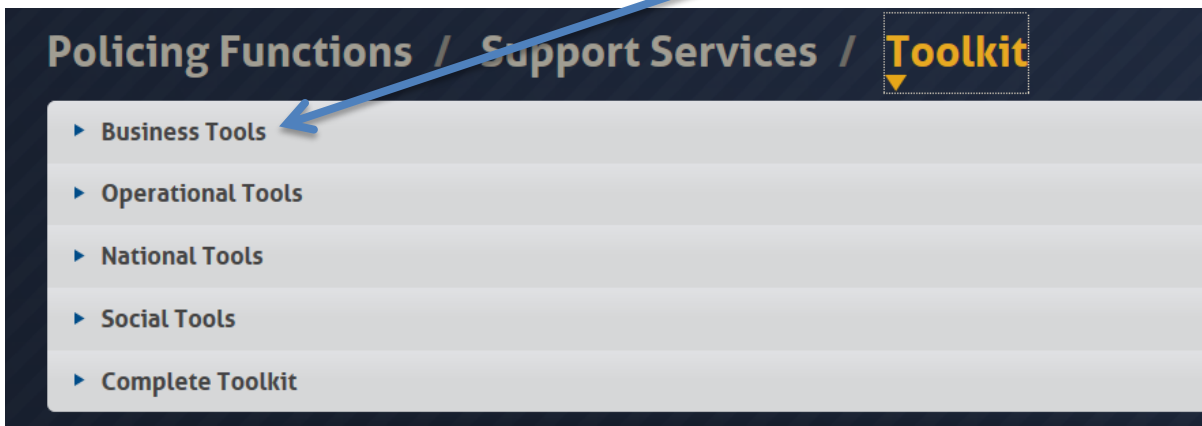 Policing Functions / Support Services / Toolkit
Business Tools
Operational Tools
National Tools
Social Tools
Complete Toolkit